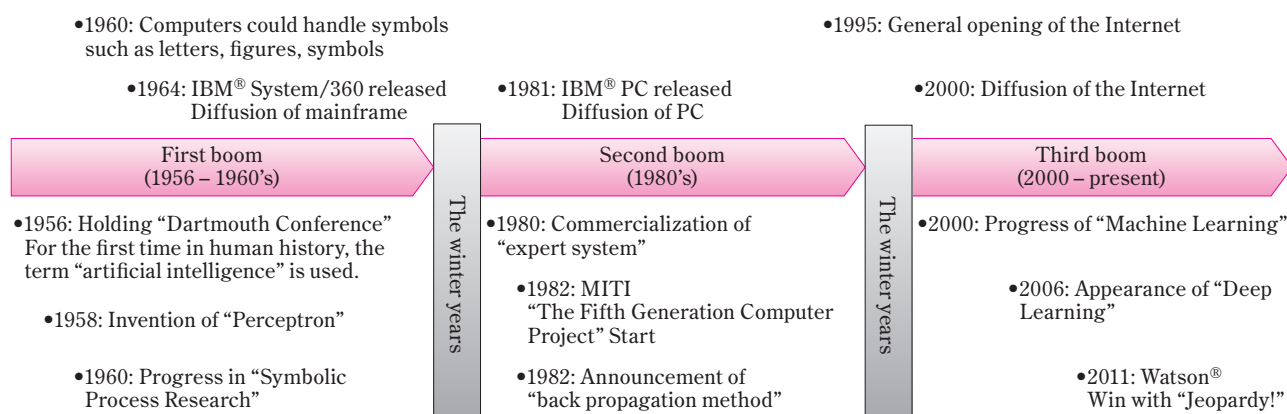 •1960: Computers could handle symbols
such as letters, figures, symbols
•1964: IBM® System/360 released
Diffusion of mainframe
•1981: IBM® PC released
Diffusion of PC
•1995: General opening of the Internet
•2000: Diffusion of the Internet
First boom
(1956 – 1960's)
The winter years
Second boom
(1980's)
The winter years
Third boom
(2000 – present)
•1956: Holding “Dartmouth Conference”
For the first time in human history, the
term “artificial intelligence” is used.
•1958: Invention of “Perceptron”
•1960: Progress in “Symbolic
Process Research”
•1980: Commercialization of
“expert system”
•1982: MITI
“The Fifth Generation Computer
Project” Start
•1982: Announcement of
“back propagation method”
•2000: Progress of “Machine Learning”
•2006: Appearance of “Deep
Learning”
•2011: Watson®
Win with “Jeopardy!”